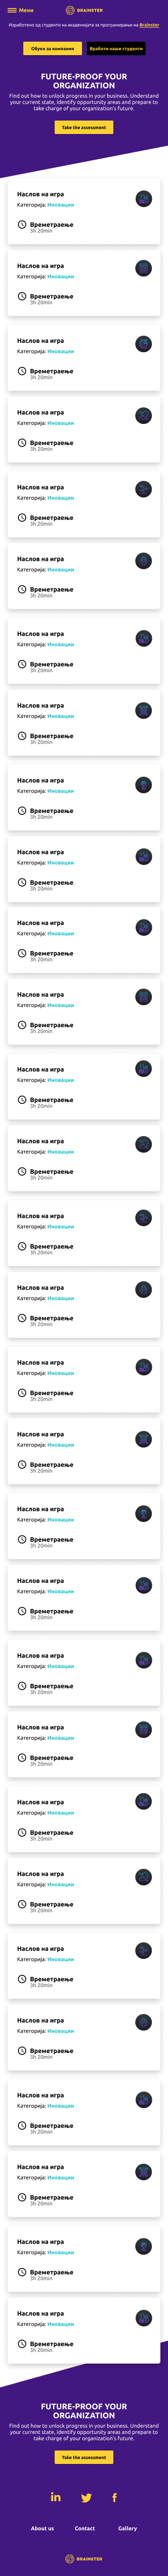 Мени
BRAINSTER
Изработено од студенти на академијата за програмирање на Brainster
Обуки за компании
Вработи наши студенти
FUTURE-PROOF YOUR
ORGANIZATION
Find out how to unlock progress in your business. Understand
your current state, identify opportunity areas and prepare to
take charge of your organization's future.
Take the assessment
Наслов на игра
Категорија: Иновации
Времетраење
3h 20min
Наслов на игра
Категорија: Иновации
Времетраење
3h 20min
Наслов на игра
Категорија: Иновации
Времетраење
3h 20min
Наслов на игра
Категорија: Иновации
Времетраење
3h 20min
Наслов на игра
Категорија: Иновации
Времетраење
3h 20min
Наслов на игра
Категорија: Иновации
Времетраење
3h 20min
Наслов на игра
Категорија: Иновации
Времетраење
3h 20min
Наслов на игра
Категорија: Иновации
Времетраење
3h 20min
Наслов на игра
Категорија: Иновации
Времетраење
3h 20min
Наслов на игра
Категорија: Иновации
Времетраење
3h 20min
Наслов на игра
Категорија: Иновации
Времетраење
3h 20min
Наслов на игра
Категорија: Иновации
Времетраење
3h 20min
Наслов на игра
Категорија: Иновации
Времетраење
3h 20min
Наслов на игра
Категорија: Иновации
Времетраење
3h 20min
Наслов на игра
Категорија: Иновации
Времетраење
3h 20min
Наслов на игра
Категорија: Иновации
Времетраење
3h 20min
Наслов на игра
Категорија: Иновации
Времетраење
3h 20min
Наслов на игра
Категорија: Иновации
Времетраење
3h 20min
Наслов на игра
Категорија: Иновации
Времетраење
3h 20min
Наслов на игра
Категорија: Иновации
Времетраење
3h 20min
Наслов на игра
Категорија: Иновации
Времетраење
3h 20min
Наслов на игра
Категорија: Иновации
Времетраење
3h 20min
Наслов на игра
Категорија: Иновации
Времетраење
3h 20min
Наслов на игра
Категорија: Иновации
Времетраење
3h 20min
Наслов на игра
Категорија: Иновации
Времетраење
3h 20min
Наслов на игра
Категорија: Иновации
Времетраење
3h 20min
Наслов на игра
Категорија: Иновации
Времетраење
3h 20min
Наслов на игра
Категорија: Иновации
Времетраење
3h 20min
Наслов на игра
Категорија: Иновации
Времетраење
3h 20min
Наслов на игра
Категорија: Иновации
Времетраење
3h 20min
FUTURE-PROOF YOUR
ORGANIZATION
Find out how to unlock progress in your business. Understand
your current state, identify opportunity areas and prepare to
take charge of your organization's future.
Take the assessment
About us
Contact
Gallery
BRAINSTER